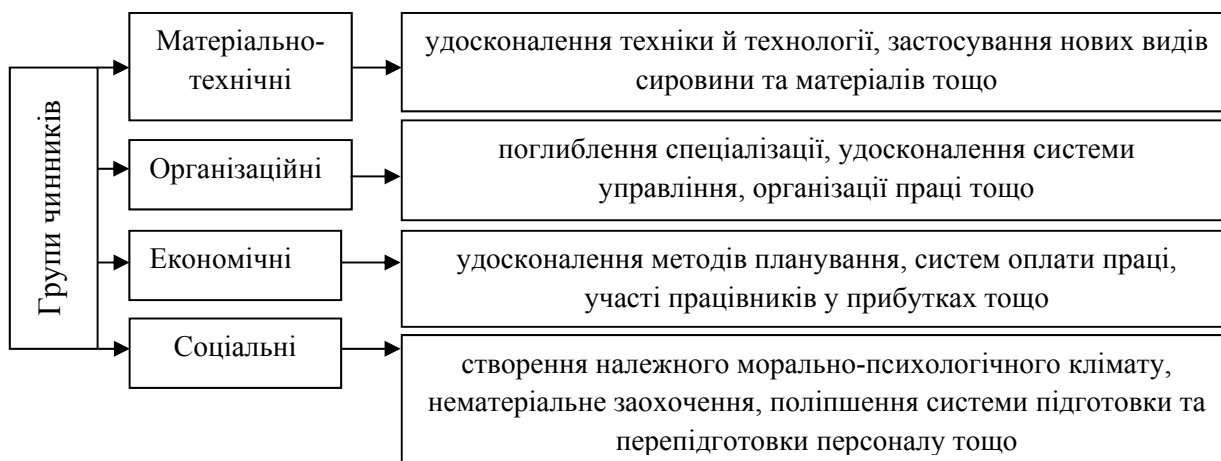 Групи чинників
Матеріально-
технічні
удосконалення техніки й технології, застосування нових видів
сировини та матеріалів тощо
Організаційні
поглиблення спеціалізації, удосконалення системи
управління, організації праці тощо
Економічні
удосконалення методів планування, систем оплати праці,
участі працівників у прибутках тощо
Соціальні
створення належного морально-психологічного клімату,
нематеріальне заохочення, поліпшення системи підготовки та
перепідготовки персоналу тощо